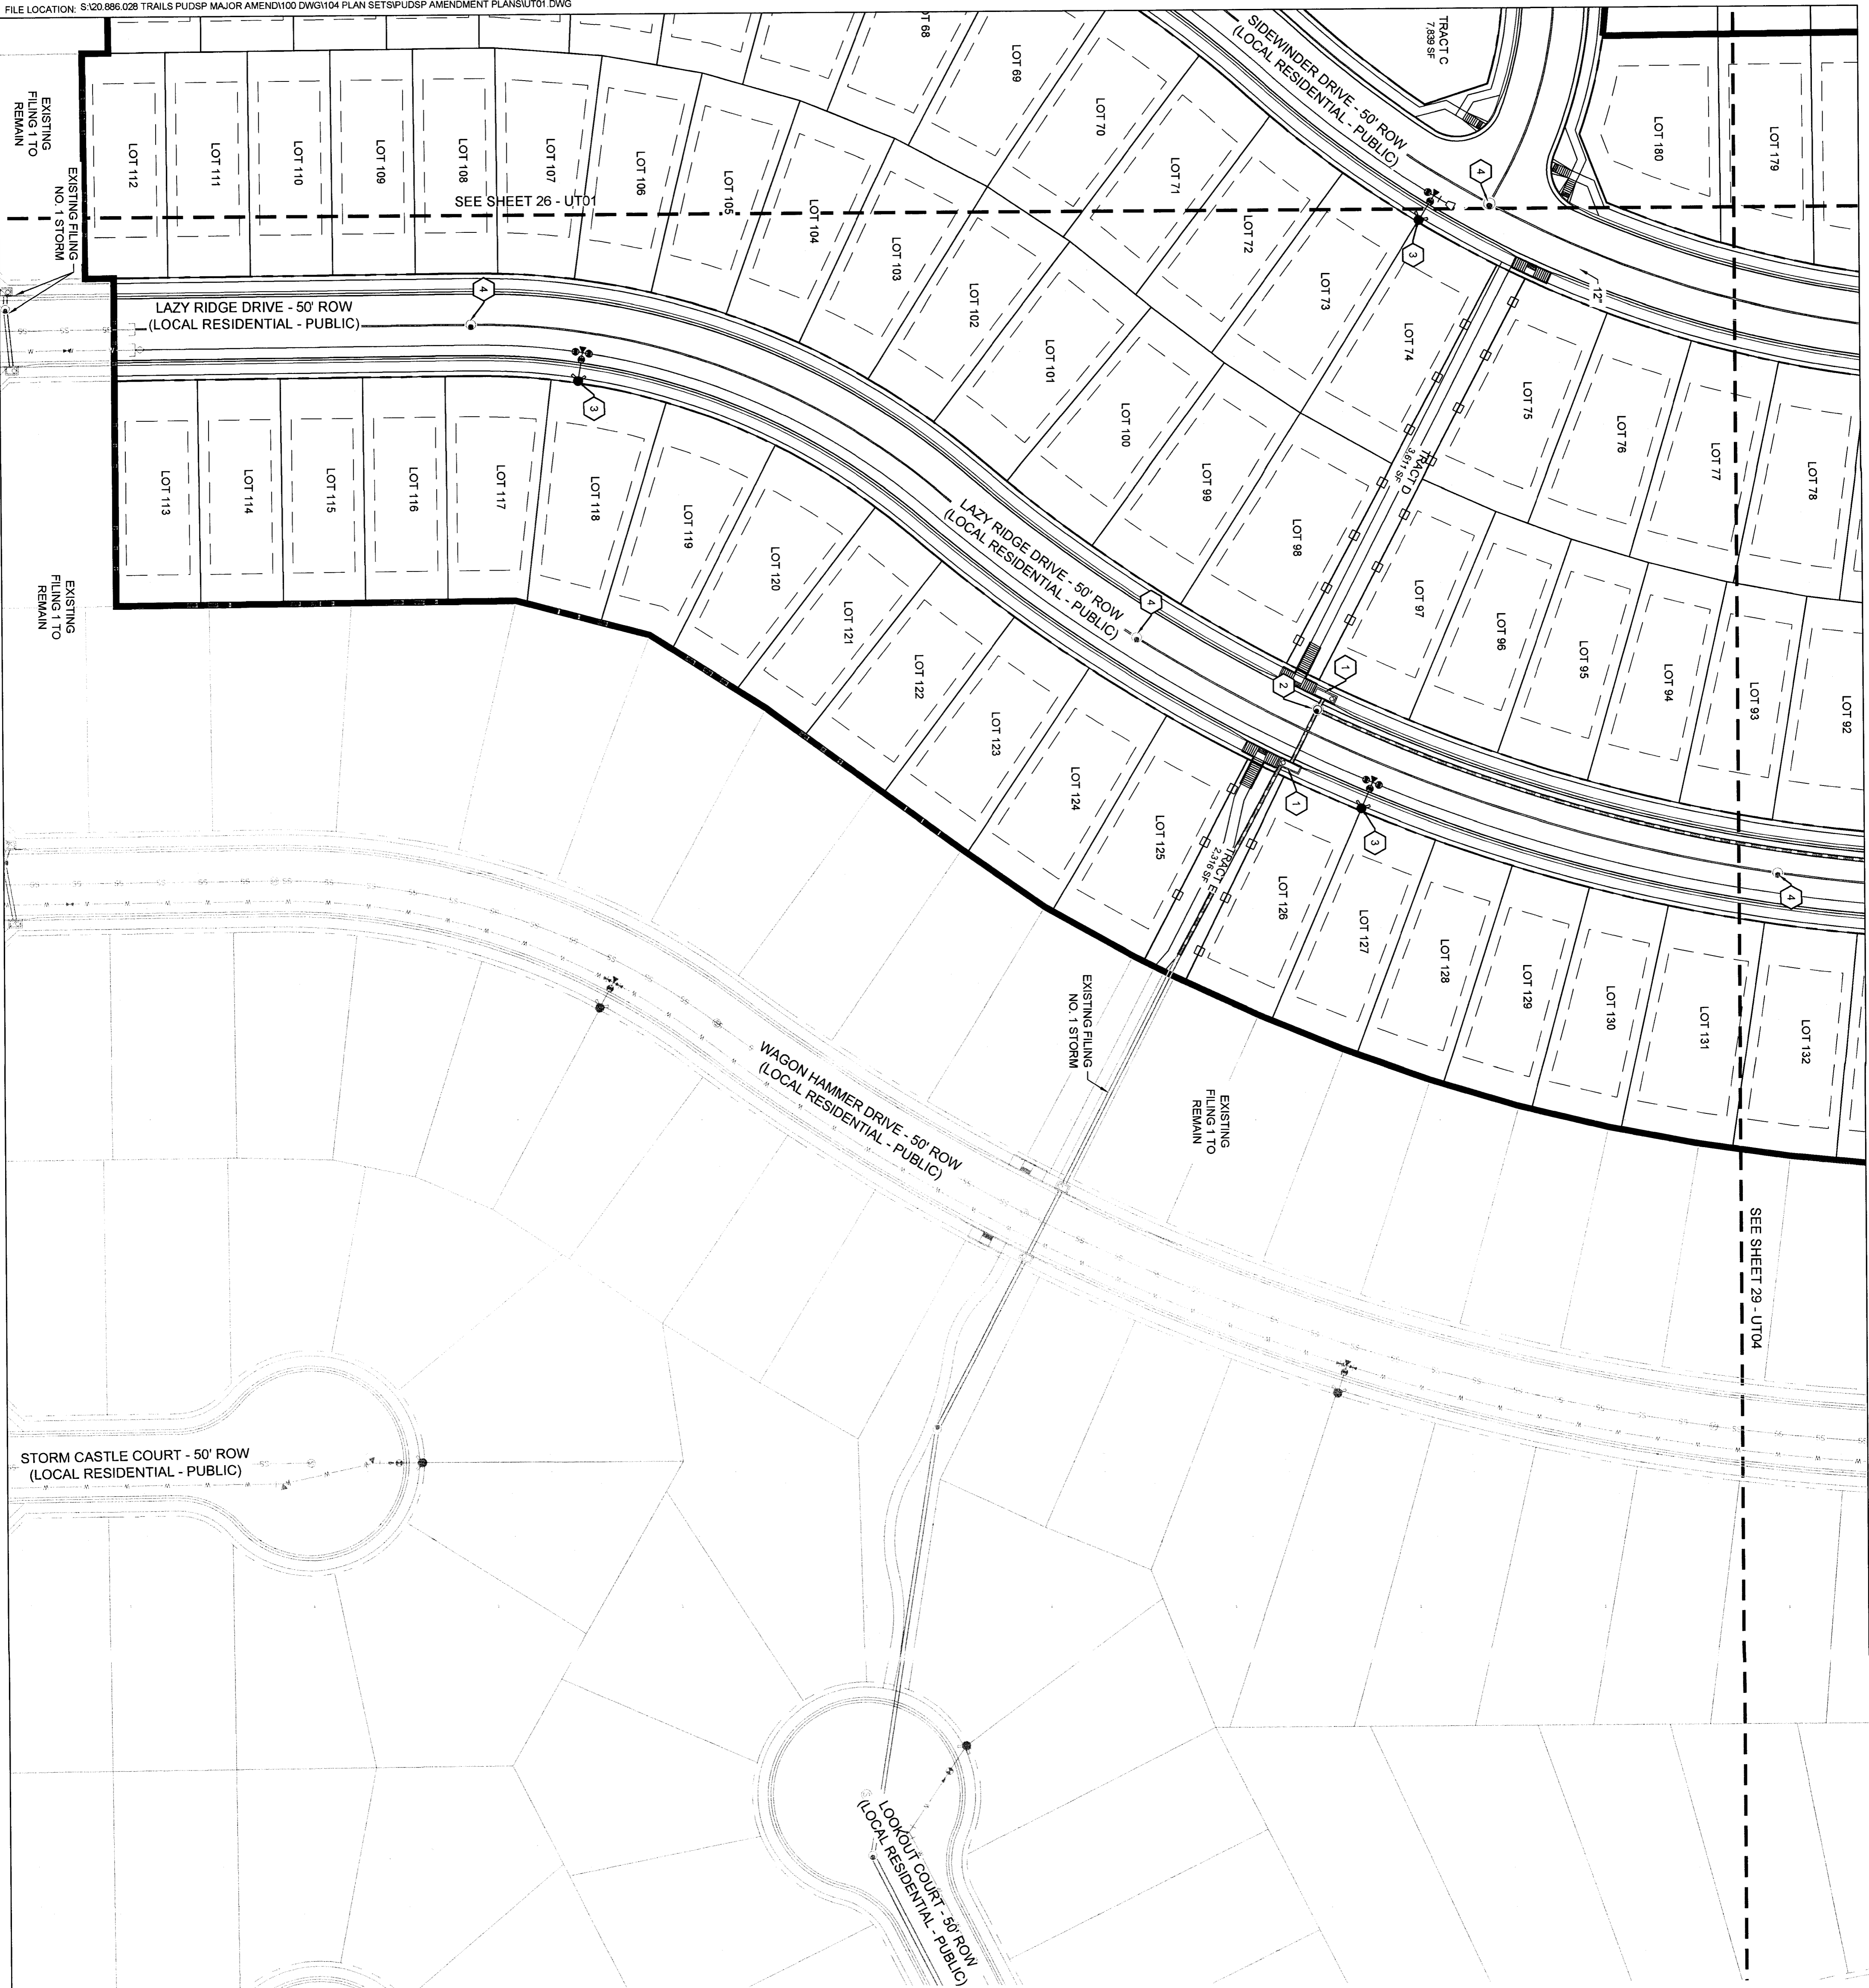 FILE LOCATION: S:\20.886.028 TRAILS PUDSP MAJOR AMEND\100 DWG\104 PLAN SETS\PUDSP AMENDMENT PLANS\UT01.DWG
TRACT C
7,839 SF
SIDEWINDER DRIVE - 50' ROW
(LOCAL RESIDENTIAL - PUBLIC)
LOT 68
LOT 69
LOT 70
LOT 71
LOT 72
LOT 73
LOT 74
LOT 75
LOT 76
LOT 77
LOT 78
LOT 179
LOT 180
4
3
12"
EXISTING
FILING 1 TO
REMAIN
EXISTING FILING
NO. 1 STORM
LOT 112
LOT 111
LOT 110
LOT 109
LOT 108
LOT 107
LOT 106
LOT 105
LOT 104
LOT 103
LOT 102
LOT 101
LOT 100
LOT 99
LOT 98
LOT 97
LOT 96
LOT 95
LOT 94
LOT 93
LOT 92
SEE SHEET 26 - UT01
TRACT D
3,611 SF
LAZY RIDGE DRIVE - 50' ROW
(LOCAL RESIDENTIAL - PUBLIC)
4
3
LAZY RIDGE DRIVE - 50' ROW
(LOCAL RESIDENTIAL - PUBLIC)
4
1
2
1
3
4
LOT 113
LOT 114
LOT 115
LOT 116
LOT 117
LOT 118
LOT 119
LOT 120
LOT 121
LOT 122
LOT 123
LOT 124
LOT 125
TRACT E
2,316 SF
LOT 126
LOT 127
LOT 128
LOT 129
LOT 130
LOT 131
LOT 132
EXISTING
FILING 1 TO
REMAIN
EXISTING FILING
NO. 1 STORM
EXISTING
FILING 1 TO
REMAIN
SEE SHEET 29 - UT04
WAGON HAMMER DRIVE - 50' ROW
(LOCAL RESIDENTIAL - PUBLIC)
STORM CASTLE COURT - 50' ROW
(LOCAL RESIDENTIAL - PUBLIC)
LOOKOUT COURT - 50' ROW
(LOCAL RESIDENTIAL - PUBLIC)